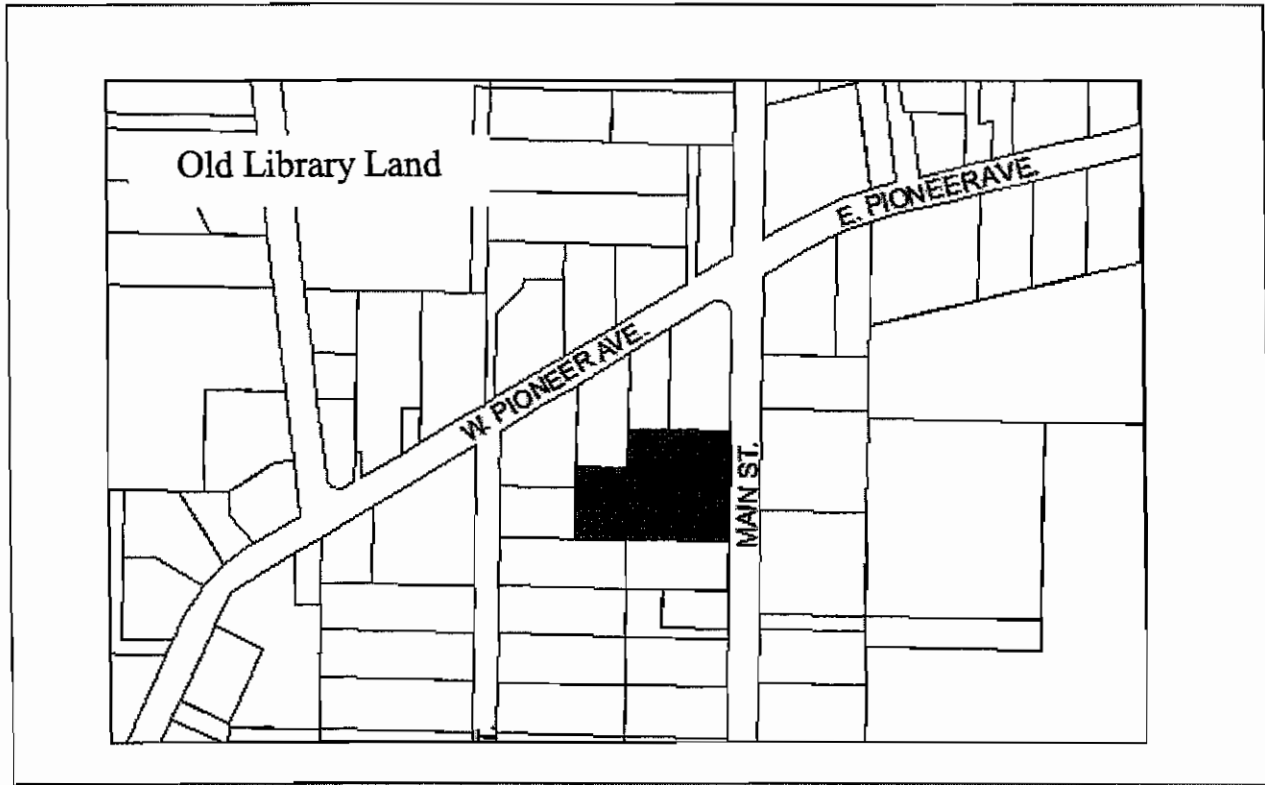 Old Library Land
E. PIONEER AVE.
W. PIONEER AVE.
MAIN ST.